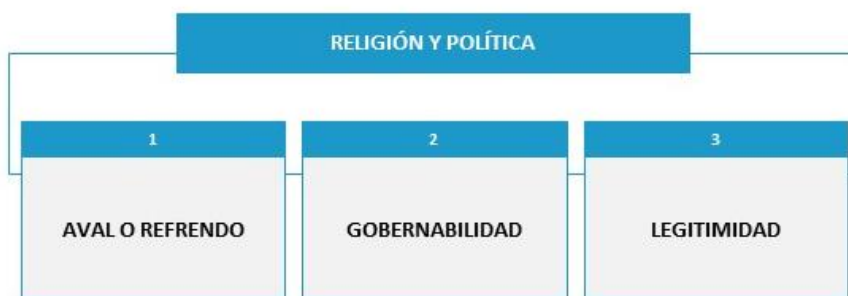 RELIGIÓN Y POLÍTICA
1
2
3
AVAL O REFRENDO
GOBERNABILIDAD
LEGITIMIDAD